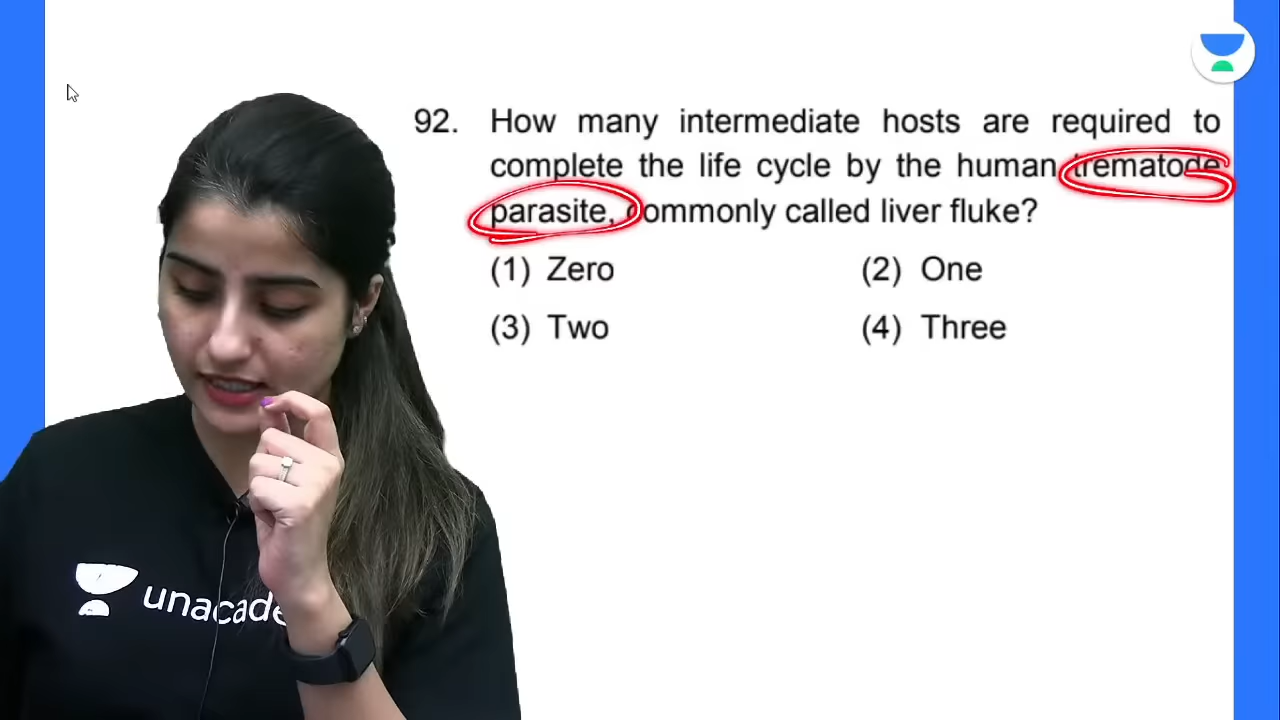 92. How many intermediate hosts are required to
complete the life cycle by the human trematode
parasite, commonly called liver fluke?
(1) Zero (2) One
(3) Two (4) Three
unacade